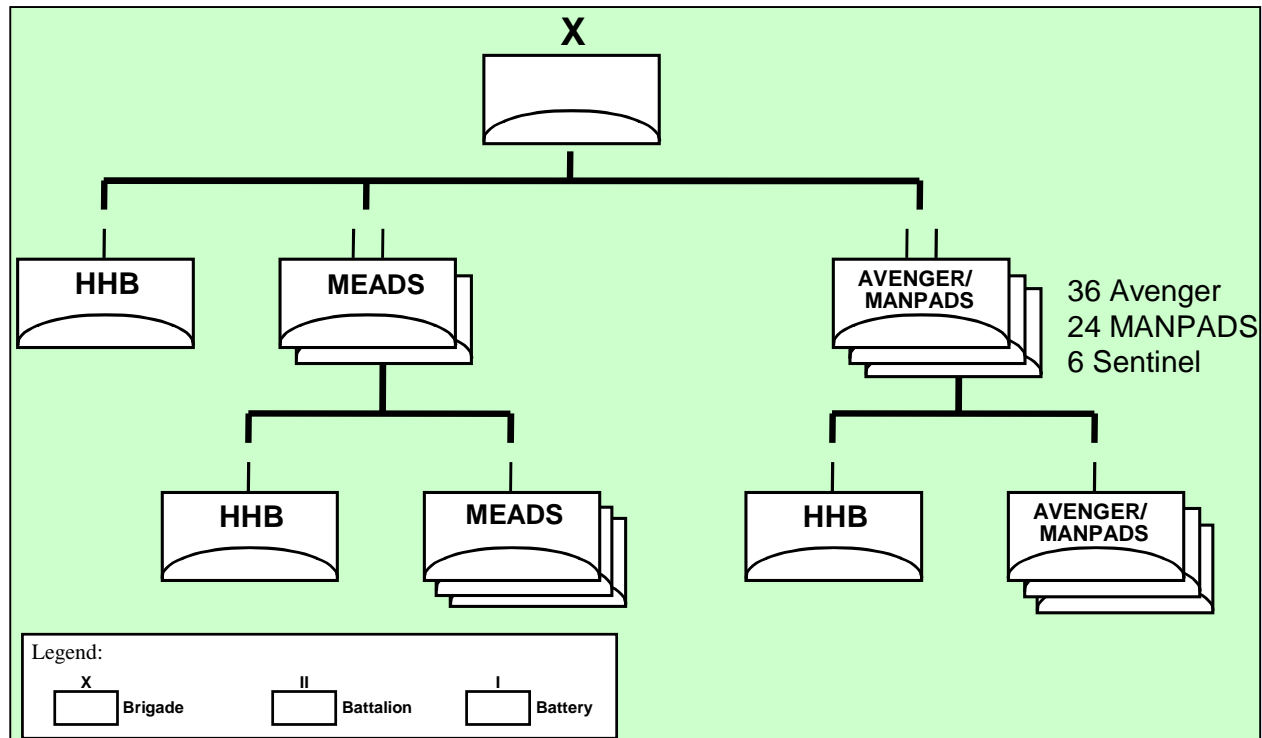 X
HHB
MEADS
AVENGER/
MANPADS
36 Avenger
24 MANPADS
6 Sentinel
HHB
MEADS
HHB
AVENGER/
MANPADS
Legend:
X
Brigade
II
Battalion
I
Battery